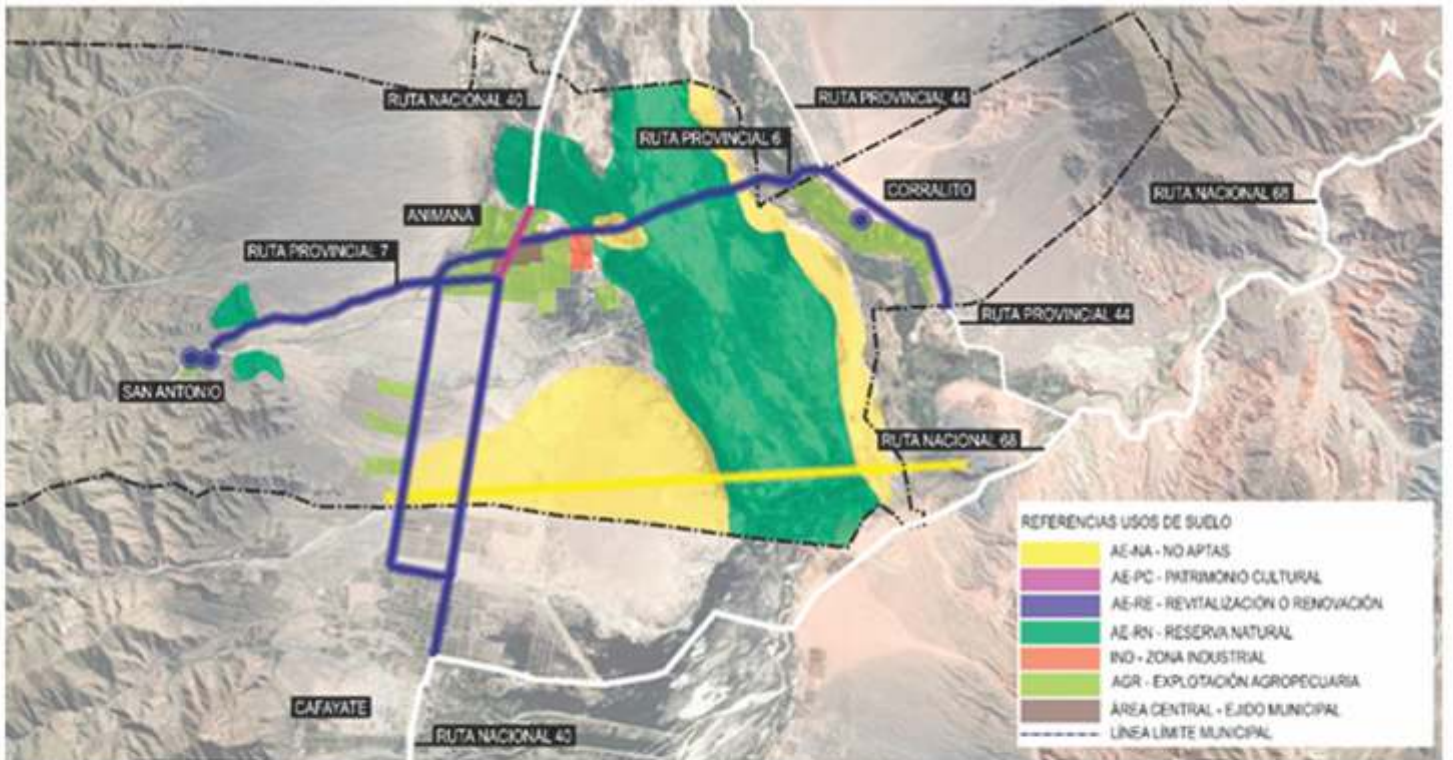 N
RUTA NACIONAL 40
RUTA PROVINCIAL 44
RUTA PROVINCIAL 6
CORRALITO
RUTA NACIONAL 68
ANIMANÁ
RUTA PROVINCIAL 7
RUTA PROVINCIAL 44
SAN ANTONIO
RUTA NACIONAL 68
CAFAYATE
RUTA NACIONAL 40
REFERENCIAS USOS DE SUELO
AE-NA - NO APTAS
AE-PC - PATRIMONIO CULTURAL
AE-RE - REVITALIZACIÓN O RENOVACIÓN
AE-RN - RESERVA NATURAL
IND - ZONA INDUSTRIAL
AGR - EXPLOTACIÓN AGROPECUARIA
ÁREA CENTRAL - EJIDO MUNICIPAL
LÍNEA LÍMITE MUNICIPAL